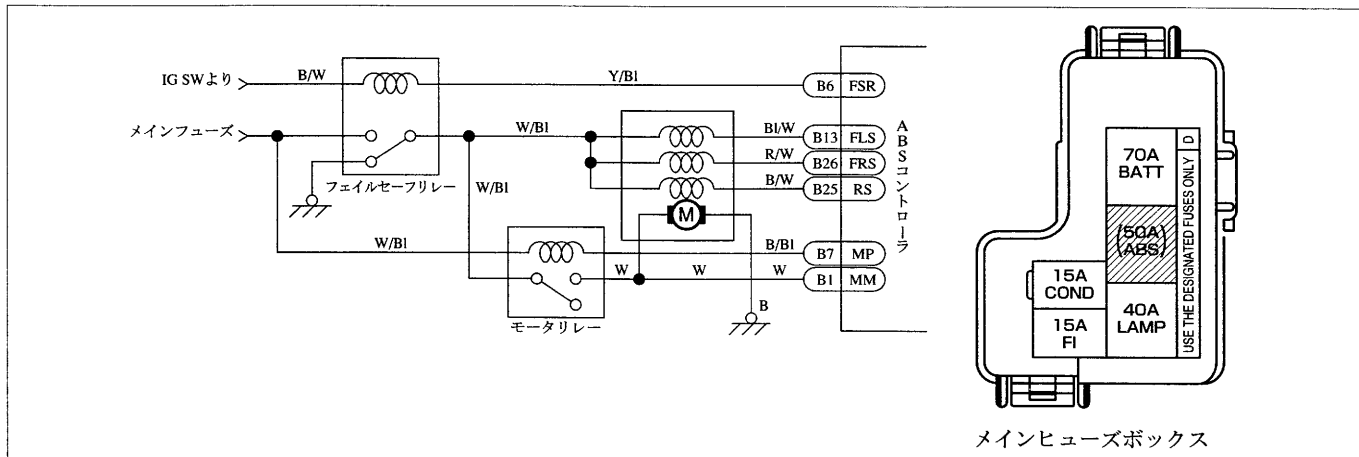 IG SWより
B/W
Y/Bl
B6 FSR
メインフューズ
W/Bl
Bl/W
B13 FLS
R/W
B26 FRS
B/W
B25 RS
フェイルセーフリレー
W/Bl
M
W/Bl
B/Bl
B7 MP
W
W
W
B1 MM
B
モータリレー
ABSコントローラ
70A
BATT
(50A)
(ABS)
15A
COND
15A
FI
40A
LAMP
USE THE DESIGNATED FUSES ONLY
D
メインヒューズボックス